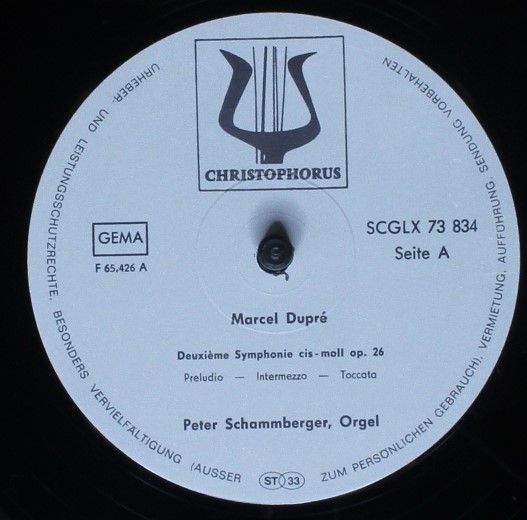 CHRISTOPHORUS
GEMA
F 65,426 A
SCGLX 73 834
Seite A
Marcel Dupré
Deuxième Symphonie cis-moll op. 26
Preludio — Intermezzo — Toccata
Peter Schammberger, Orgel
URHEBER- UND LEISTUNGSSCHUTZRECHTE, BESONDERS VERVIELFÄLTIGUNG (AUSSER ZUM PERSÖNLICHEN GEBRAUCH), VERMIETUNG, AUFFÜHRUNG, SENDUNG VORBEHALTEN
ST 33